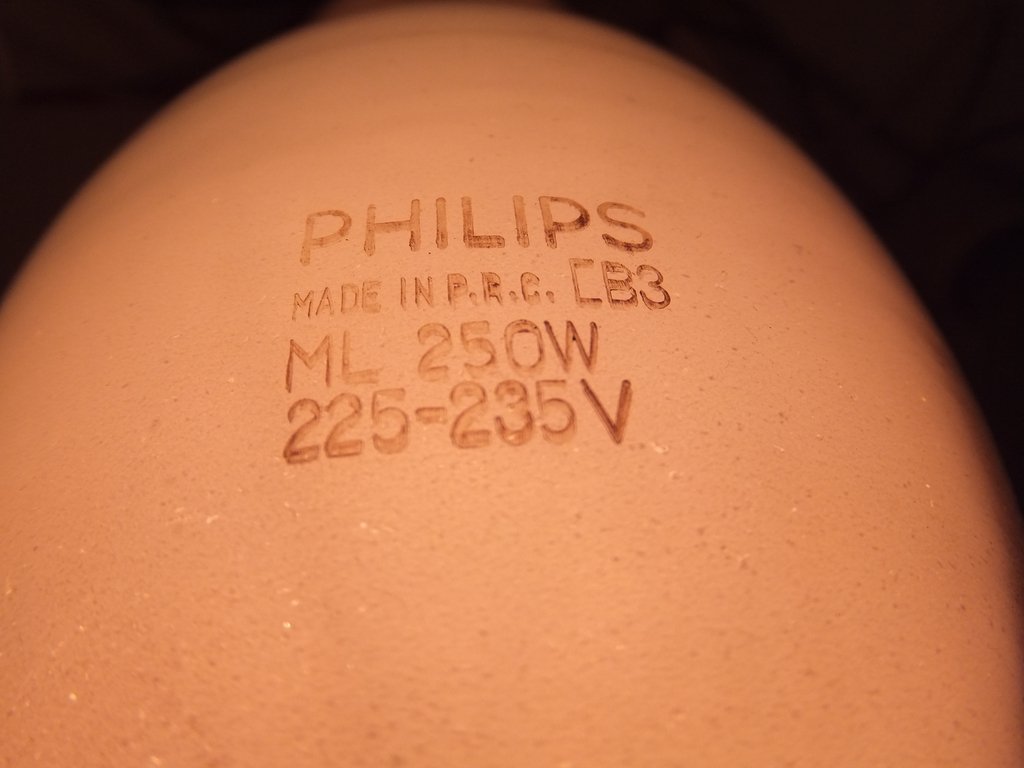 PHILIPS
MADE IN P.R.C. CB3
ML 250W
225-235V